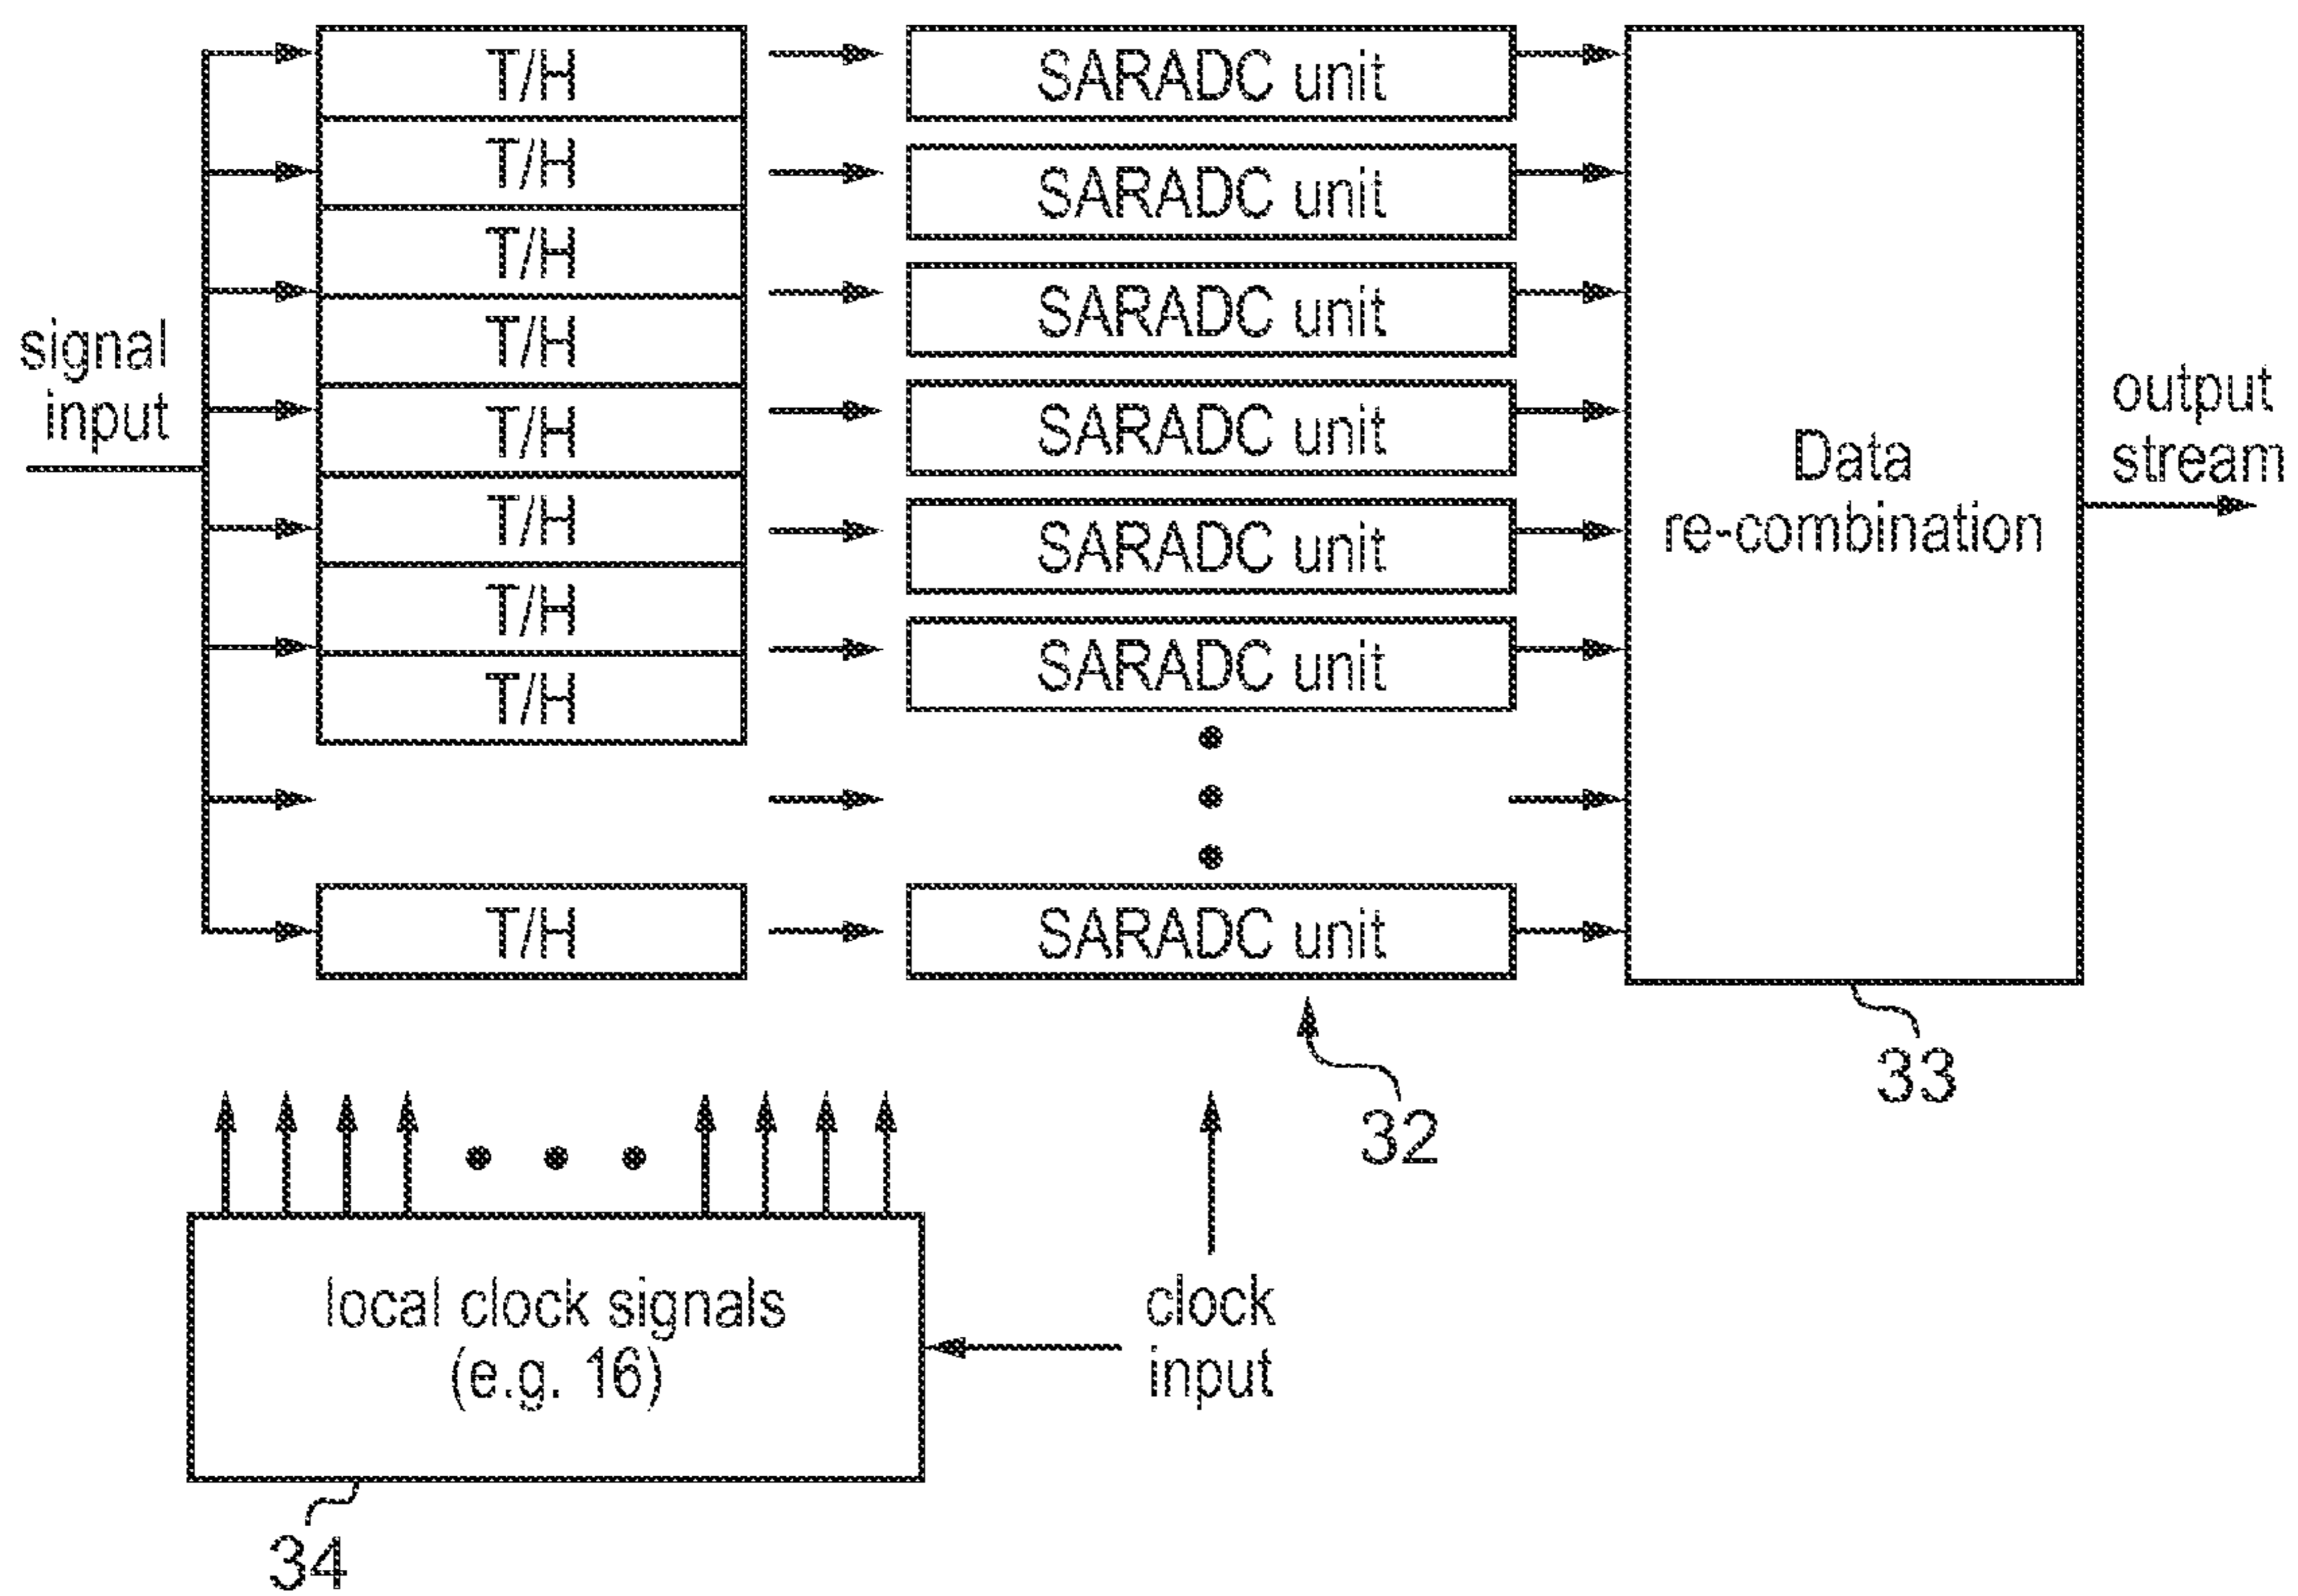 T/H
T/H
T/H
T/H
T/H
T/H
T/H
T/H
T/H
SARADC unit
SARADC unit
SARADC unit
SARADC unit
SARADC unit
SARADC unit
SARADC unit
signal
input
Data
re-combination
output
stream
33
32
local clock signals
(e.g. 16)
clock
input
34